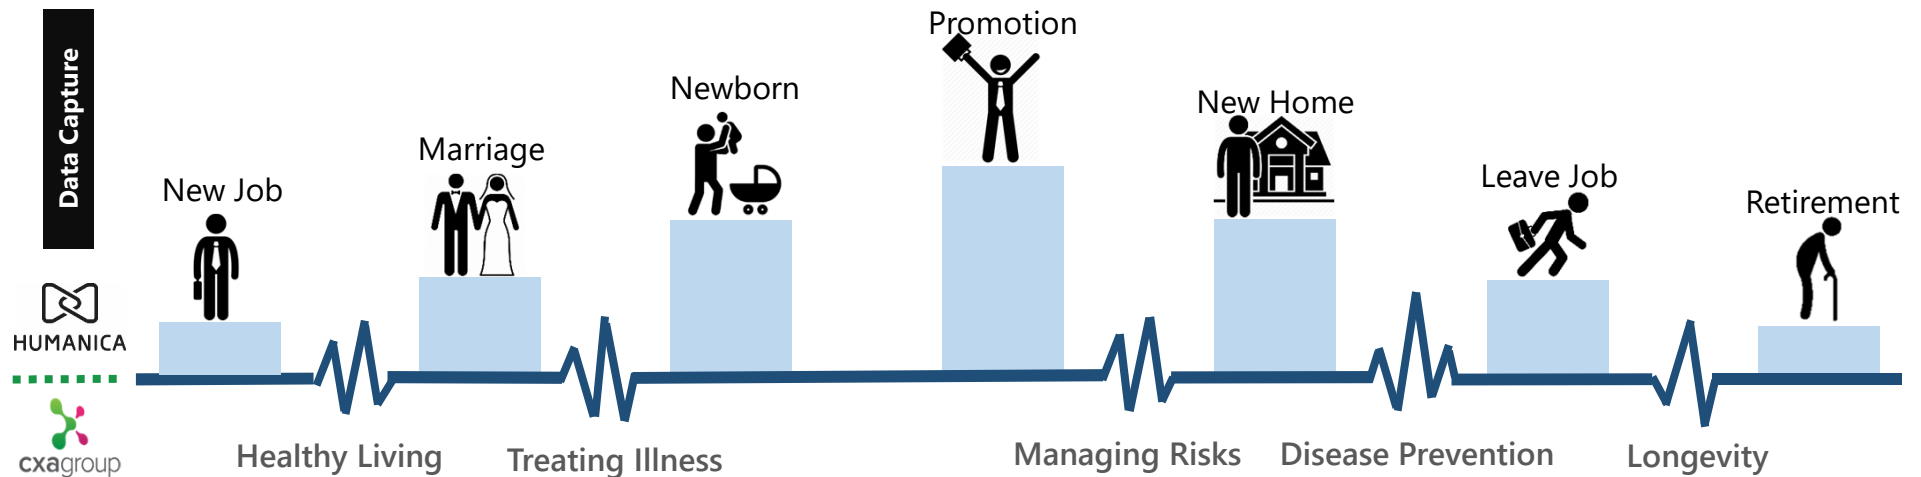 Data Capture
New Job
Marriage
Newborn
Promotion
New Home
Leave Job
Retirement
HUMANICA
cxagroup
Healthy Living
Treating Illness
Managing Risks
Disease Prevention
Longevity